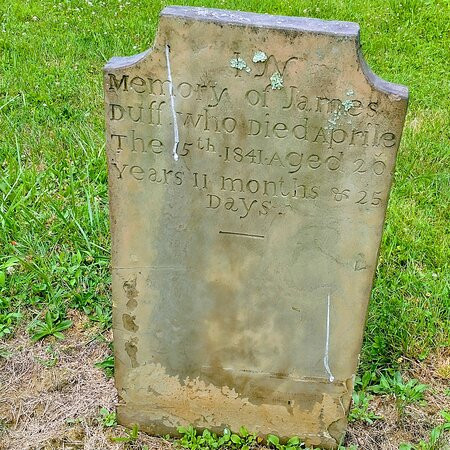 IN
Memory of James
Duff who Died Aprile
The 15th. 1841. Aged 20
Years 11 months & 25
Days.